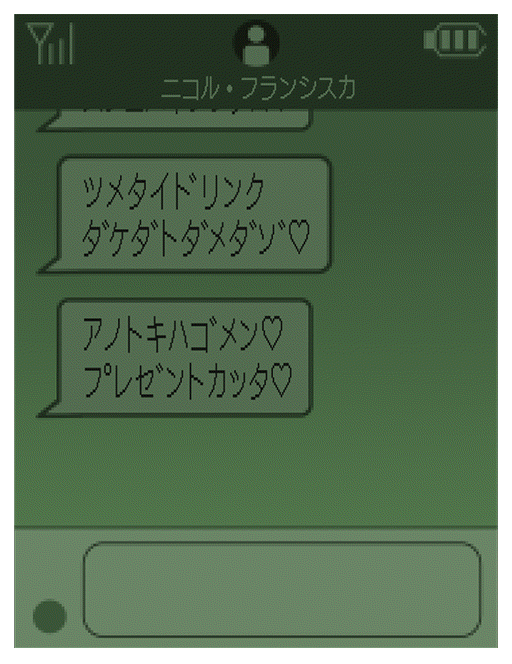 ニコル・フランシスカ
ツメタイドリンク
ダケダトダメダゾ♡
アノトキハゴメン♡
プレゼントカッタ♡